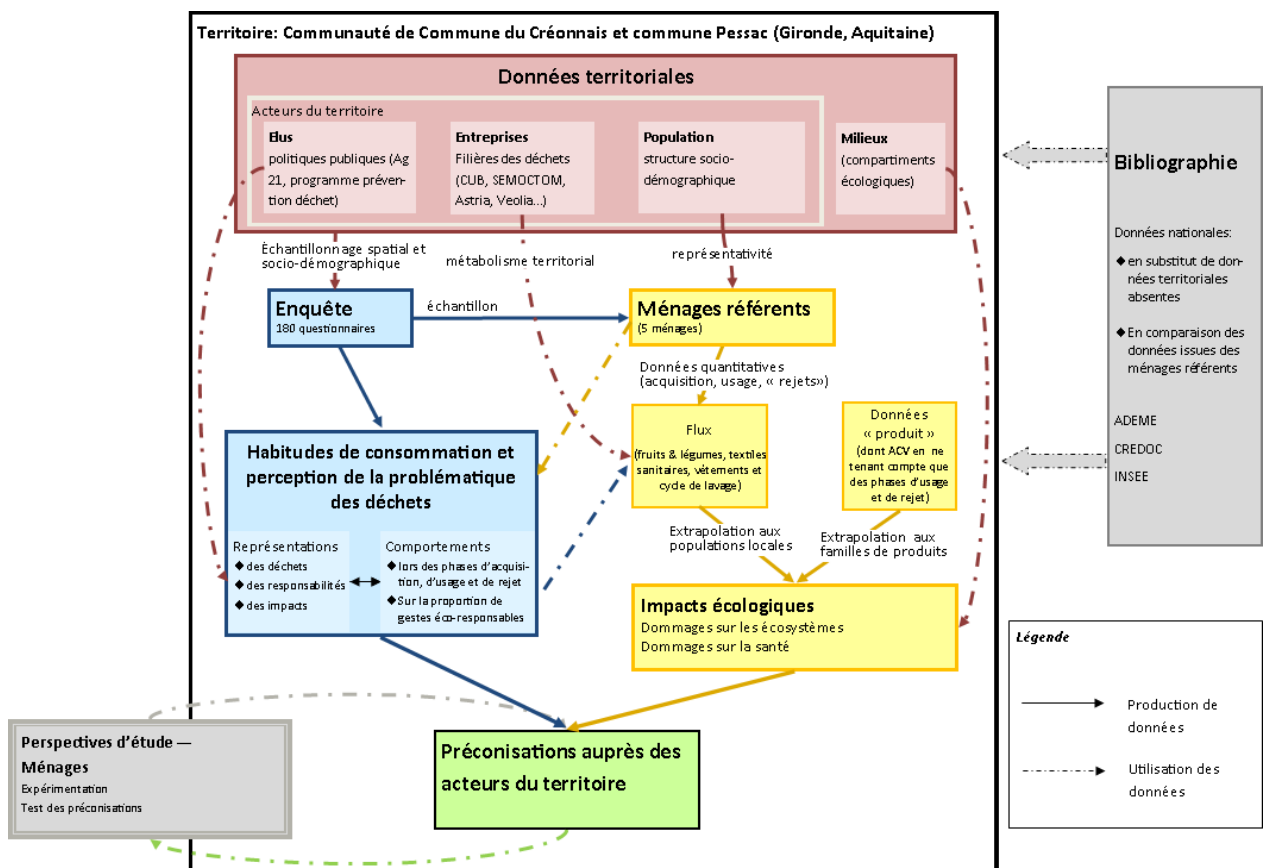 Territoire: Communauté de Commune du Créonnais et commune Pessac (Gironde, Aquitaine)
Données territoriales
Acteurs du territoire
Elus
politiques publiques (Ag
21, programme préven-
tion déchet)
Entreprises
Filières des déchets
(CUB, SEMOCTOM,
Astria, Veolia...)
Population
structure socio-
démographique
Milieux
(compartiments
écologiques)
Échantillonnage spatial et
socio-démographique
métabolisme territorial
représentativité
Enquête
180 questionnaires
échantillon
Ménages référents
(5 ménages)
Données quantitatives
(acquisition, usage, « rejets»)
Flux
(fruits & légumes, textiles
sanitaires, vêtements et
cycle de lavage)
Données
« produit »
(dont ACV en ne
tenant compte que
des phases d'usage
et de rejet)
Habitudes de consommation et
perception de la problématique
des déchets
Représentations
◆ des déchets
◆ des responsabilités
◆ des impacts
Comportements
◆ lors des phases d'acquisi-
tion, d'usage et de rejet
◆ Sur la proportion de
gestes éco-responsables
Extrapolation aux
populations locales
Extrapolation aux
familles de produits
Impacts écologiques
Dommages sur les écosystèmes
Dommages sur la santé
Préconisations auprès des
acteurs du territoire
Perspectives d'étude —
Ménages
Expérimentation
Test des préconisations
Bibliographie
Données nationales:
◆ en substitut de don-
nées territoriales
absentes
◆ En comparaison des
données issues des
ménages référents
ADEME
CREDOC
INSEE
Légende
Production de
données
Utilisation des
données